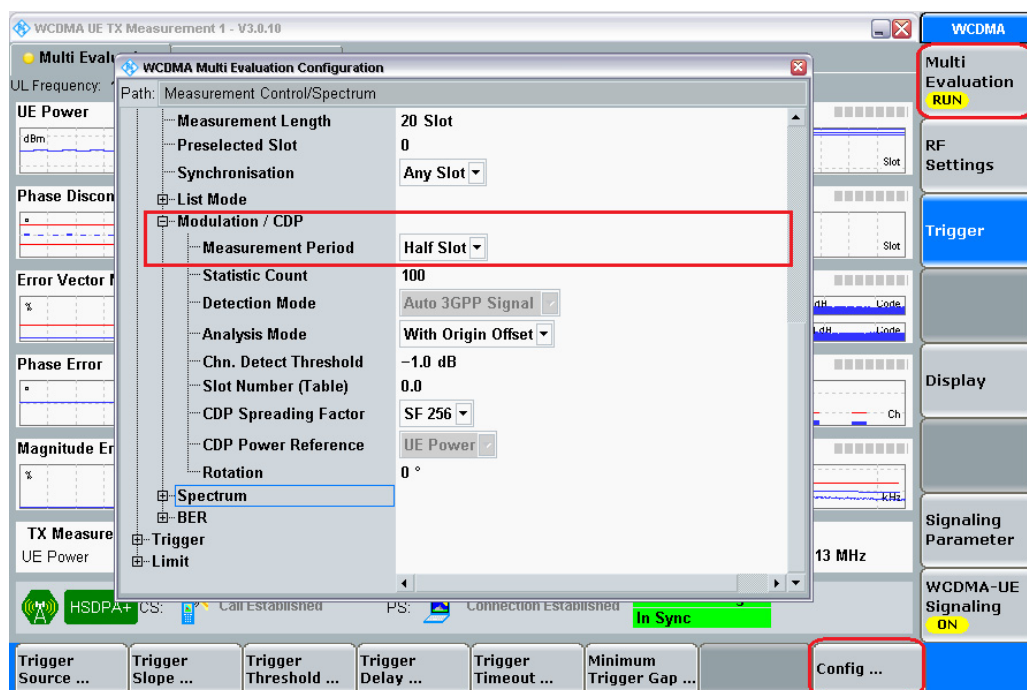 WCDMA UE TX Measurement 1 - V3.0.10
WCDMA
Multi
UL Frequency:
WCDMA Multi Evaluation Configuration
Path: Measurement Control/Spectrum
Measurement Length 20 Slot
Preselected Slot 0
Synchronisation Any Slot
List Mode
Modulation / CDP
Measurement Period Half Slot
Statistic Count 100
Detection Mode Auto 3GPP Signal
Analysis Mode With Origin Offset
Chn. Detect Threshold −1.0 dB
Slot Number (Table) 0.0
CDP Spreading Factor SF 256
CDP Power Reference UE Power
Rotation 0 °
Spectrum
BER
Trigger
Limit
UE Power
dBm
Slot
Phase Discon
°
Slot
Error Vector
%
Code
Code
Phase Error
°
Ch
Magnitude Er
%
kHz
TX Measure
UE Power
13 MHz
HSDPA+ CS: Call Established PS: Connection Established
In Sync
Multi
Evaluation
RUN
RF
Settings
Trigger
Display
Signaling
Parameter
WCDMA-UE
Signaling
ON
Trigger
Source ...
Trigger
Slope ...
Trigger
Threshold ...
Trigger
Delay ...
Trigger
Timeout ...
Minimum
Trigger Gap ...
Config ...